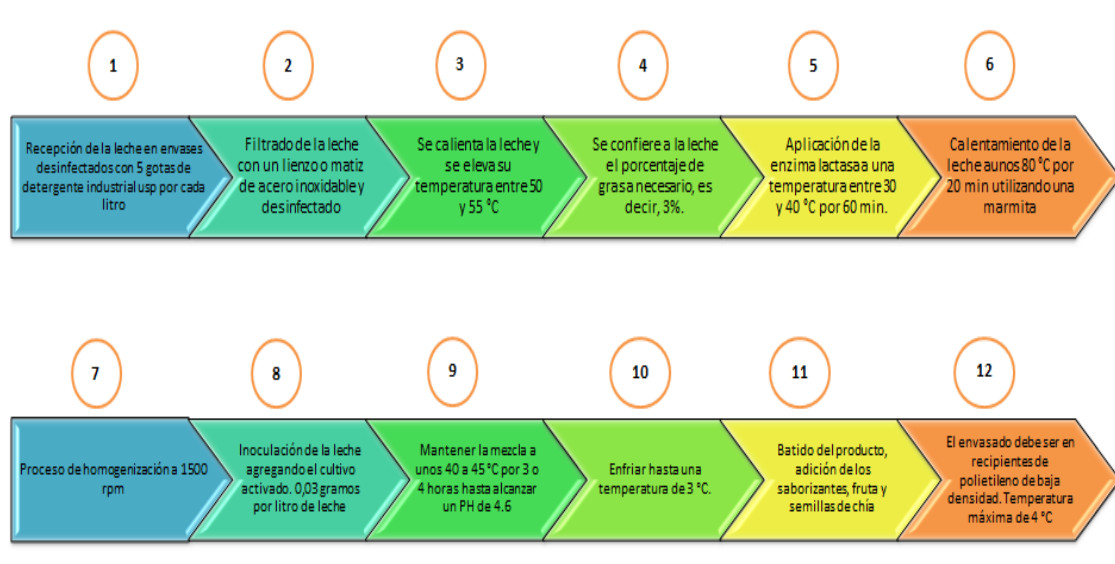 1
2
3
4
5
6
Recepción de la leche en envases
desinfectados con 5 gotas de
detergente industrial usp por cada
litro
Filtrado de la leche
con un lienzo o matiz
de acero inoxidable y
desinfectado
Se calienta la leche y
se eleva su
temperatura entre 50
y 55 °C
Se confiere a la leche
el porcentaje de
grasa necesario, es
decir, 3%.
Aplicación de la
enzima lactasa a una
temperatura entre 30
y 40 °C por 60 min.
Calentamiento de la
leche a unos 80 °C por
20 min utilizando una
marmita
7
8
9
10
11
12
Proceso de homogenización a 1500
rpm
Inoculación de la leche
agregando el cultivo
activado. 0,03 gramos
por litro de leche
Mantener la mezcla a
unos 40 a 45 °C por 3 o
4 horas hasta alcanzar
un PH de 4.6
Enfriar hasta una
temperatura de 3 °C.
Batido del producto,
adición de los
saborizantes, fruta y
semillas de chía
El envasado debe ser en
recipientes de
polietileno de baja
densidad. Temperatura
máxima de 4 °C